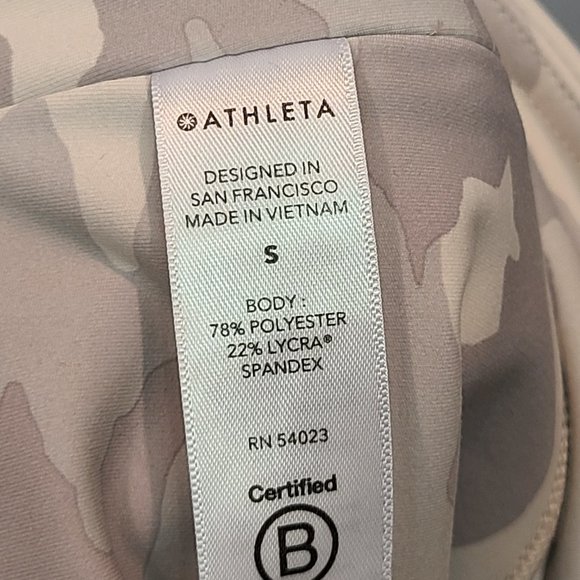 ATHLETA
DESIGNED IN
SAN FRANCISCO
MADE IN VIETNAM
S
BODY :
78% POLYESTER
22% LYCRA®
SPANDEX
RN 54023
Certified
B